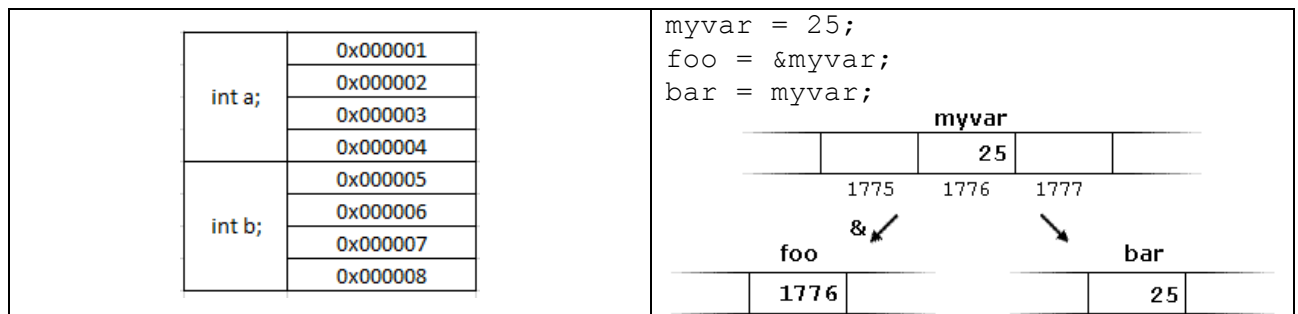 int a;
0x000001
0x000002
0x000003
0x000004
int b;
0x000005
0x000006
0x000007
0x000008
myvar = 25;
foo = &myvar;
bar = myvar;
myvar
25
1775 1776 1777
&
foo bar
1776 25